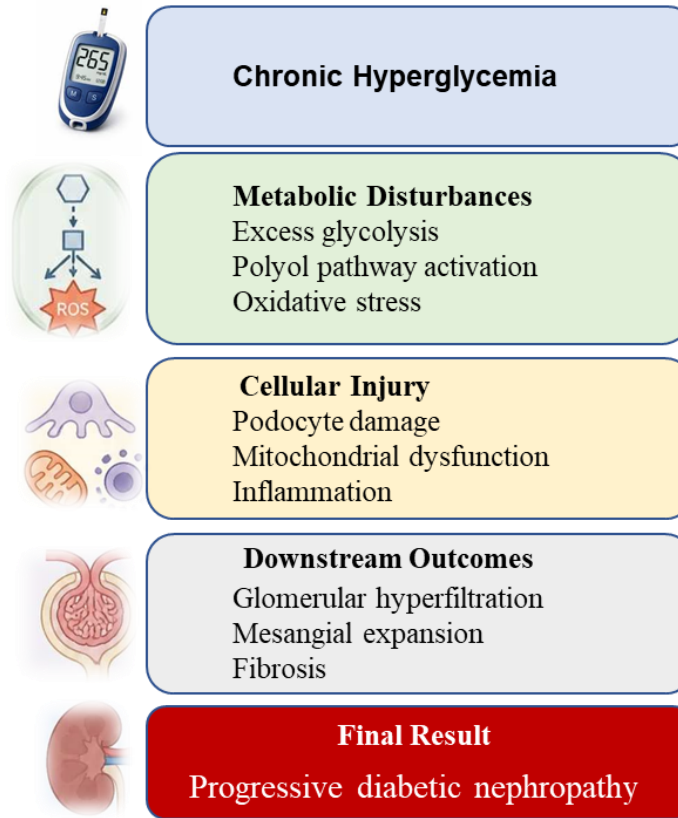 265
Chronic Hyperglycemia
M
S
Metabolic Disturbances
Excess glycolysis
Polyol pathway activation
Oxidative stress
ROS
Cellular Injury
Podocyte damage
Mitochondrial dysfunction
Inflammation
Downstream Outcomes
Glomerular hyperfiltration
Mesangial expansion
Fibrosis
Final Result
Progressive diabetic nephropathy